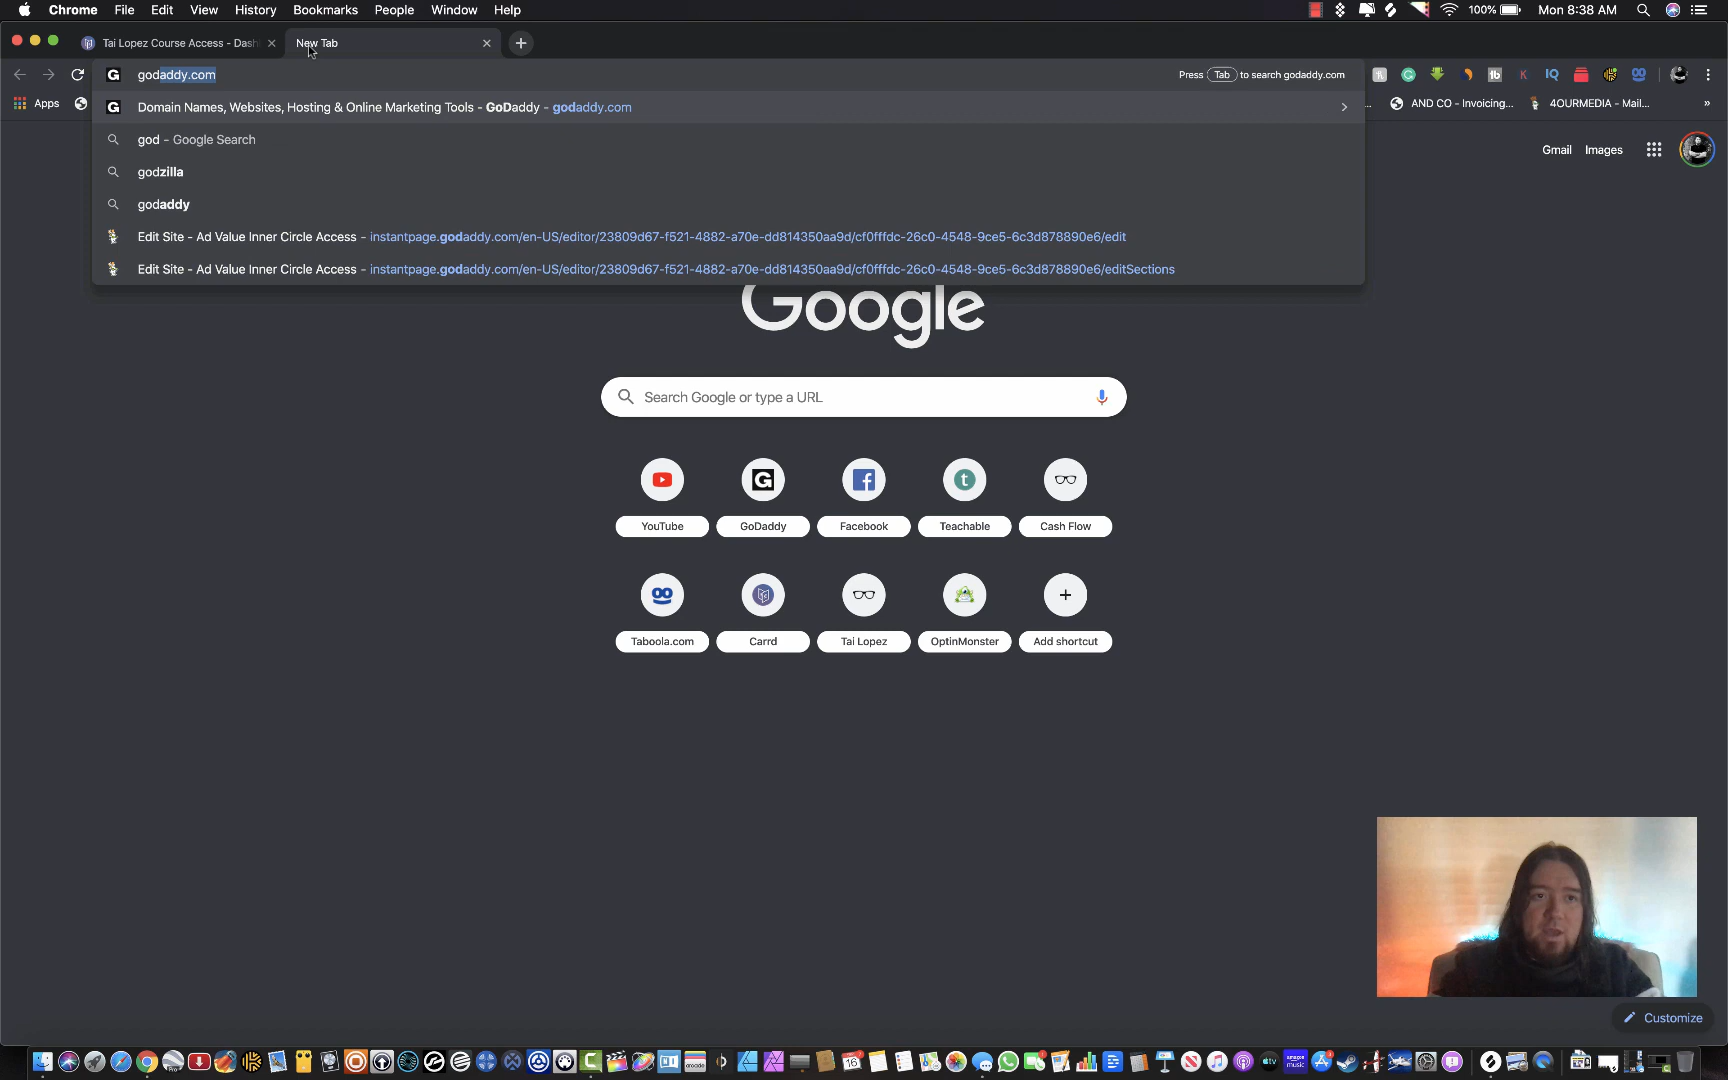 Chrome File Edit View History Bookmarks People Window Help 100% Mon 8:38 AM
Tai Lopez Course Access - Dash
New Tab
godaddy.com Press Tab to search godaddy.com
Apps AND CO - Invoicing... 4OURMEDIA - Mail... »
Domain Names, Websites, Hosting & Online Marketing Tools - GoDaddy - godaddy.com
god - Google Search
godzilla
godaddy
Edit Site - Ad Value Inner Circle Access - instantpage.godaddy.com/en-US/editor/23809d67-f521-4882-a70e-dd814350aa9d/cf0fffdc-26c0-4548-9ce5-6c3d878890e6/edit
Edit Site - Ad Value Inner Circle Access - instantpage.godaddy.com/en-US/editor/23809d67-f521-4882-a70e-dd814350aa9d/cf0fffdc-26c0-4548-9ce5-6c3d878890e6/editSections
Gmail Images
Google
Search Google or type a URL
YouTube GoDaddy Facebook Teachable Cash Flow
Taboola.com Carrd Tai Lopez OptinMonster Add shortcut
Customize